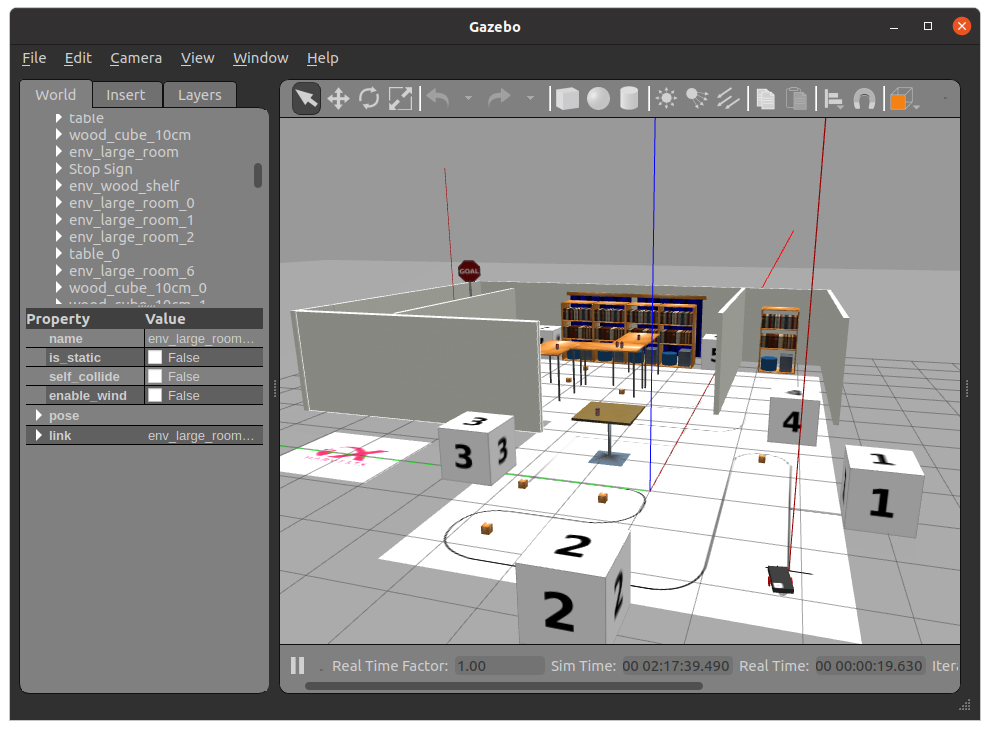 Gazebo
File Edit Camera View Window Help
World Insert Layers
table
wood_cube_10cm
env_large_room
Stop Sign
env_wood_shelf
env_large_room_0
env_large_room_1
env_large_room_2
table_0
env_large_room_6
wood_cube_10cm_0
wood_cube_10cm_1
Property Value
name env_large_room...
is_static False
self_collide False
enable_wind False
pose
link env_large_room...
GOAL
5
4
3
3 3
1
1
2
2 2
Real Time Factor: 1.00 Sim Time: 00 02:17:39.490 Real Time: 00 00:00:19.630 Itera